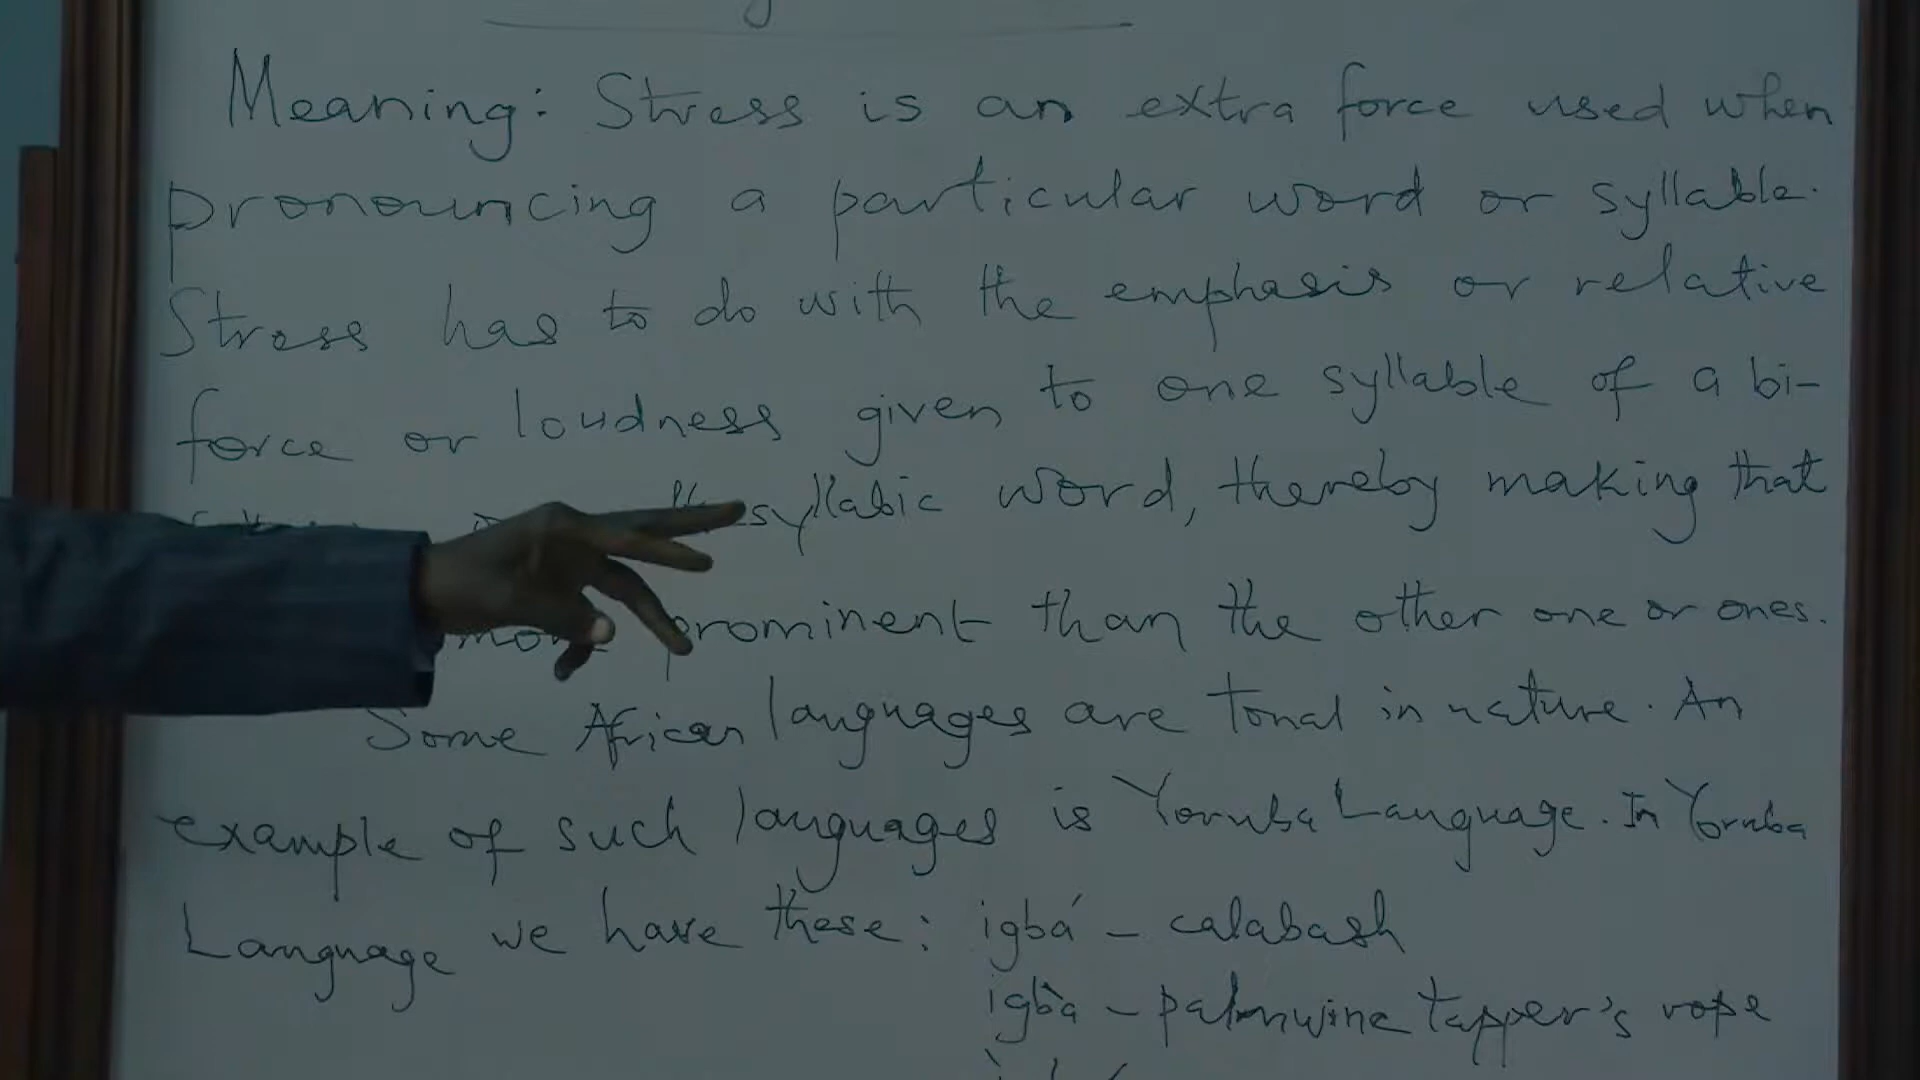 Meaning: Stress is an extra force used when
pronouncing a particular word or syllable.
Stress has to do with the emphasis or relative
force or loudness given to one syllable of a bi-
syllabic word, thereby making that
prominent than the other one or ones.
Some African languages are tonal in nature. An
example of such languages is Yoruba Language. In Yoruba
Language we have these: igbá – calabash
igbà – palmwine tapper's rope